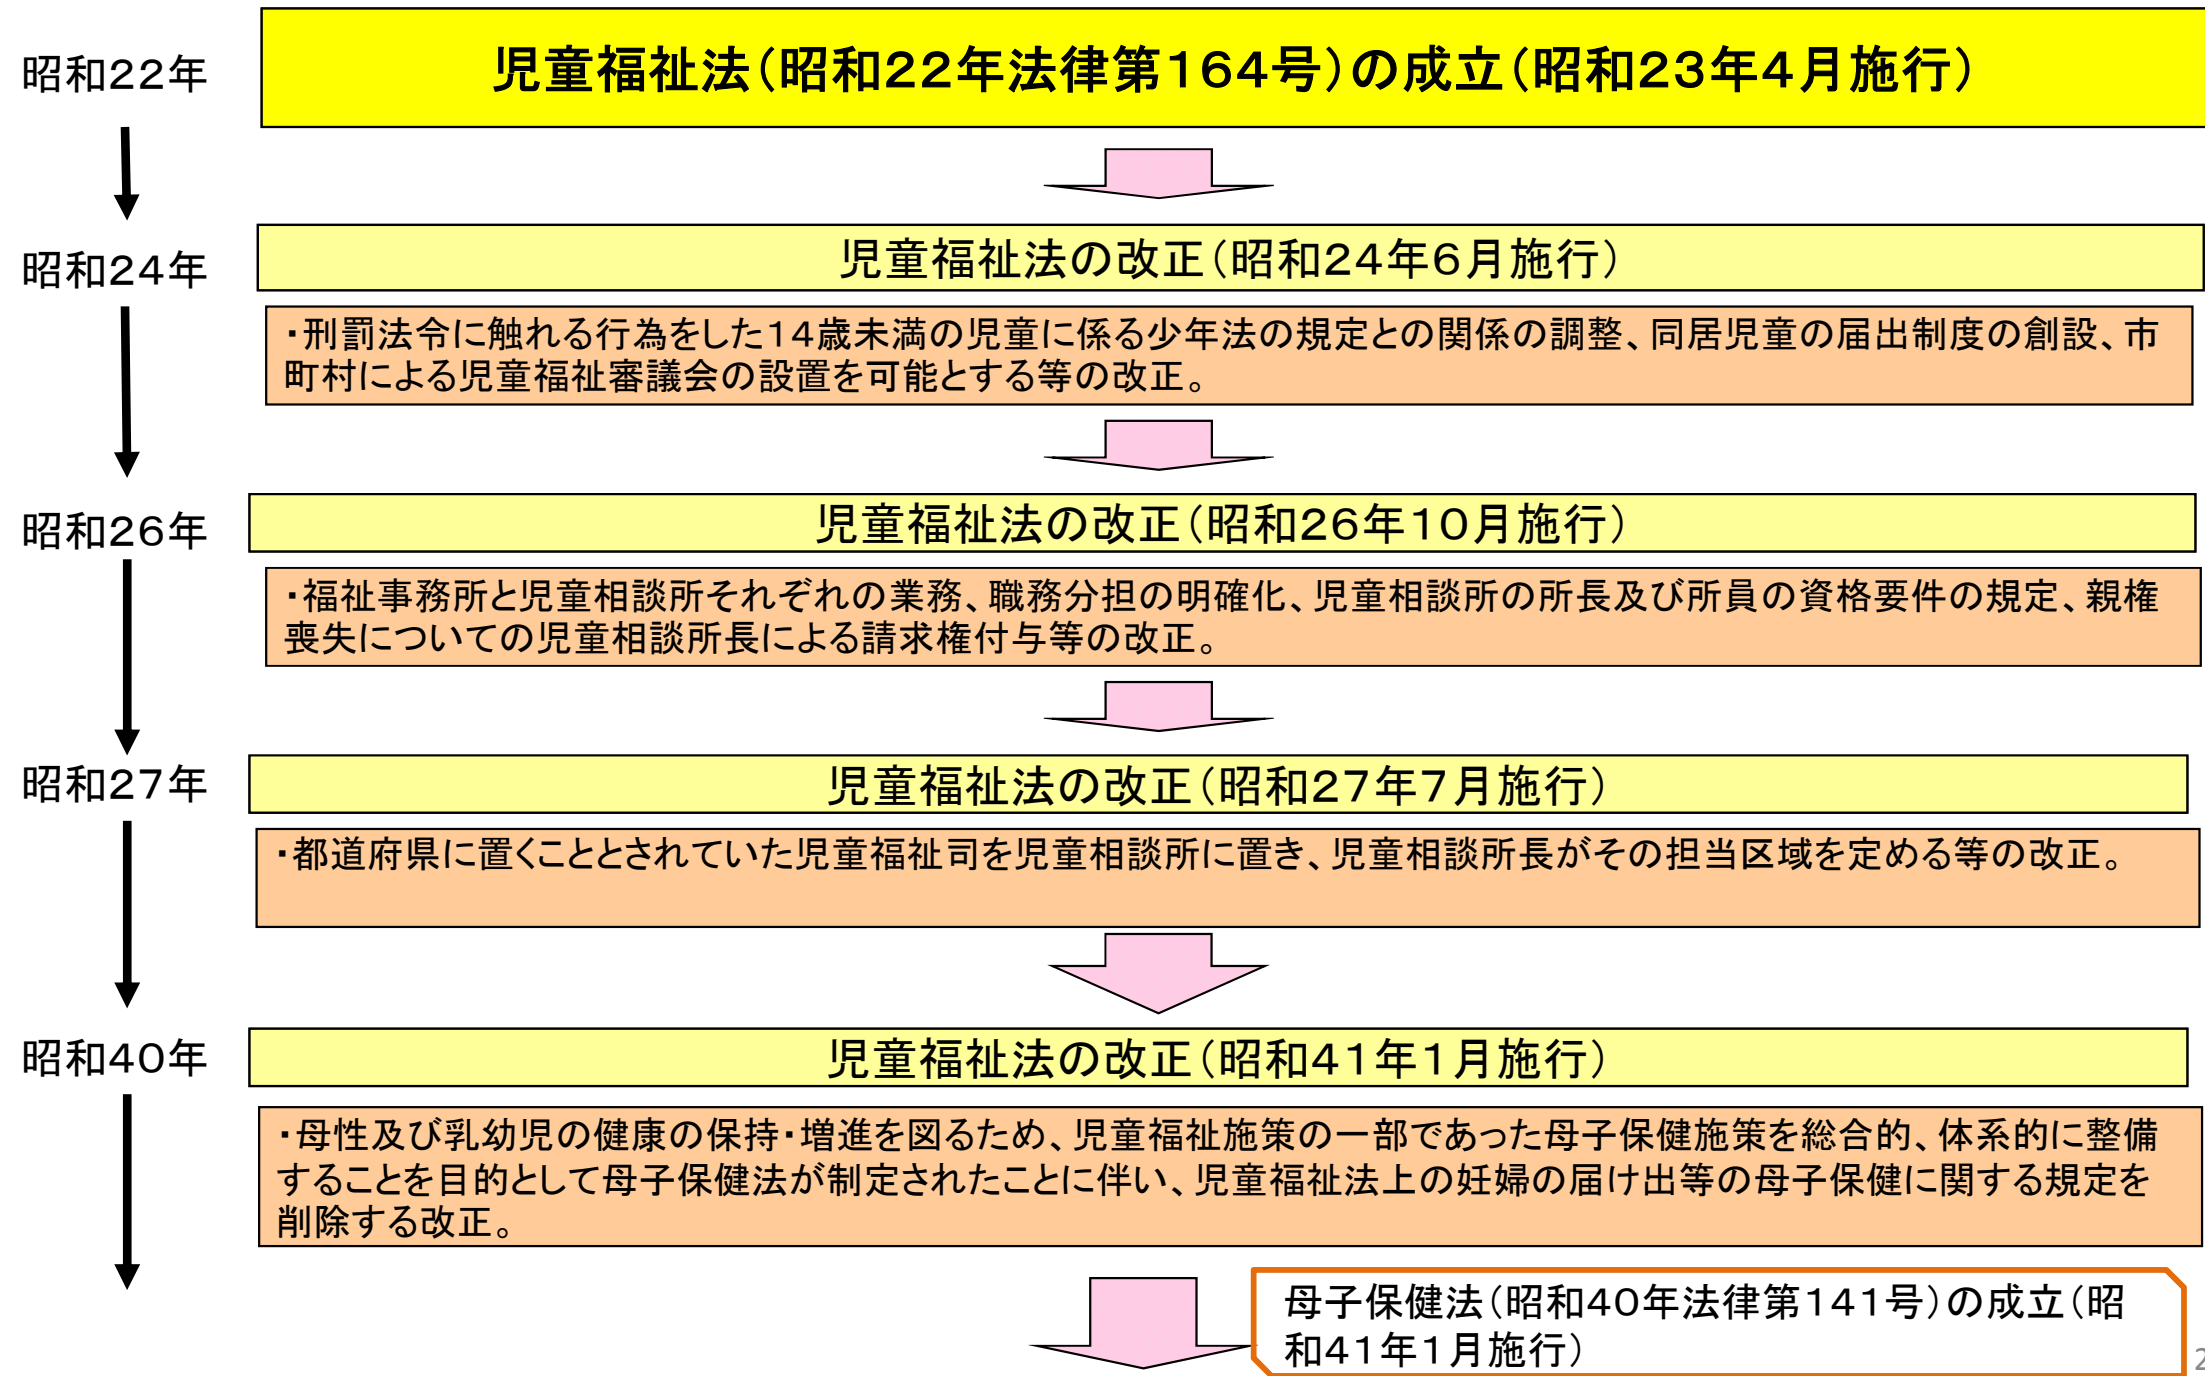 昭和22年
児童福祉法（昭和22年法律第164号）の成立（昭和23年4月施行）
昭和24年
児童福祉法の改正（昭和24年6月施行）
・刑罰法令に触れる行為をした14歳未満の児童に係る少年法の規定との関係の調整、同居児童の届出制度の創設、市
町村による児童福祉審議会の設置を可能とする等の改正。
昭和26年
児童福祉法の改正（昭和26年10月施行）
・福祉事務所と児童相談所それぞれの業務、職務分担の明確化、児童相談所の所長及び所員の資格要件の規定、親権
喪失についての児童相談所長による請求権付与等の改正。
昭和27年
児童福祉法の改正（昭和27年7月施行）
・都道府県に置くこととされていた児童福祉司を児童相談所に置き、児童相談所長がその担当区域を定める等の改正。
昭和40年
児童福祉法の改正（昭和41年1月施行）
・母性及び乳幼児の健康の保持・増進を図るため、児童福祉施策の一部であった母子保健施策を総合的、体系的に整備
することを目的として母子保健法が制定されたことに伴い、児童福祉法上の妊婦の届け出等の母子保健に関する規定を
削除する改正。
母子保健法（昭和40年法律第141号）の成立（昭
和41年1月施行）